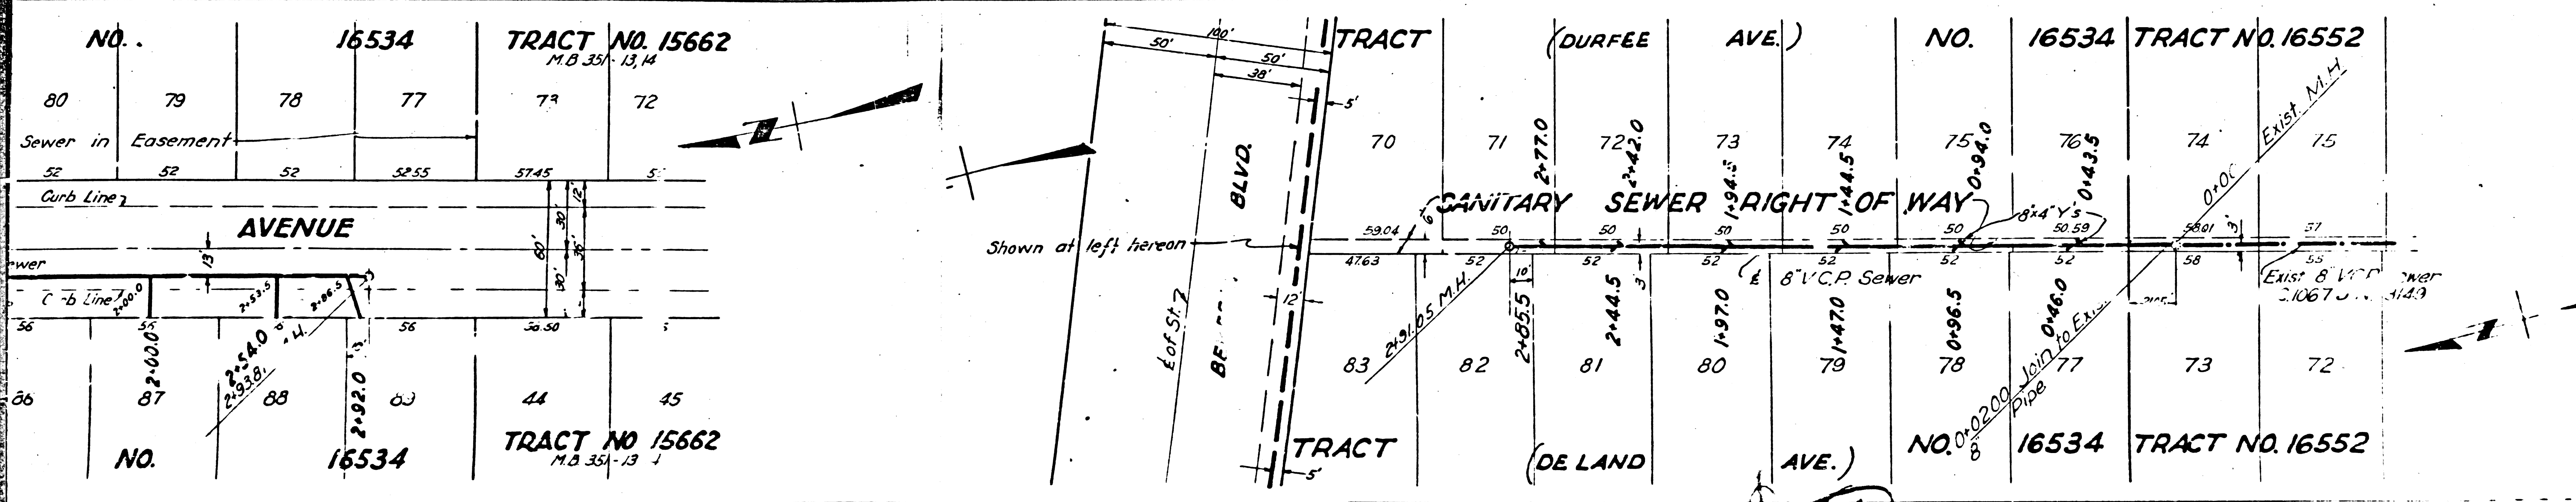 NO. 16534 TRACT NO. 15662
M.B. 351-13,14
80 79 78 77 73 72
Sewer in Easement
52 52 52 52.55 57.45
Curb Line
12'
30'
AVENUE
60' 36'
13'
30'
2+00.0 2+53.5 2+86.5
56 56 56.50
2+00.0
2+54.0
2+92.0
87 88 44 45
NO. 16534 TRACT NO 15662
M.B. 351-13
TRACT (DURFEE AVE.) NO. 16534 TRACT NO. 16552
100'
50' 50'
38'
5'
70 71 72 73 74 75 76 74 75
2+77.0 2+42.0 1+94.5 1+44.5 0+94.0 0+43.5
Exist. M.H.
BLVD.
SANITARY SEWER RIGHT OF WAY
6'
8"x4" Y's
3'
Shown at left hereon
59.04 50 50 50 50 50 50.59 58.01 57
47.63 52 52 52 52 52 52 58 55
℄ 8" V.C.P. Sewer
Exist. 8"
10'
3'
12'
℄ of St.
2+91.05 M.H.
2+85.5 2+44.5 1+97.0 1+47.0 0+96.5 0+46.0
83 82 81 80 79 78 77 73 72
0+02.00 Join to
8" Pipe
TRACT (DE LAND AVE.) NO. 16534 TRACT NO. 16552
5'